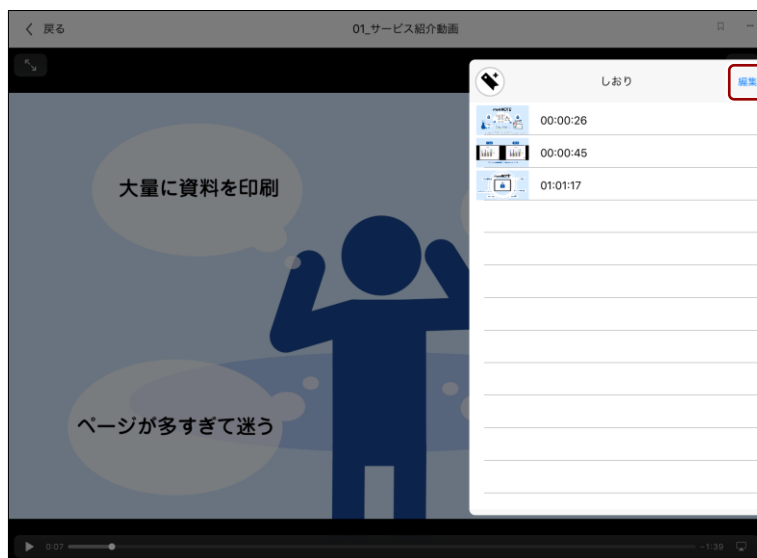 戻る
01_サービス紹介動画
しおり
編集
00:00:26
00:00:45
01:01:17
大量に資料を印刷
ページが多すぎて迷う
0:07
-1:39